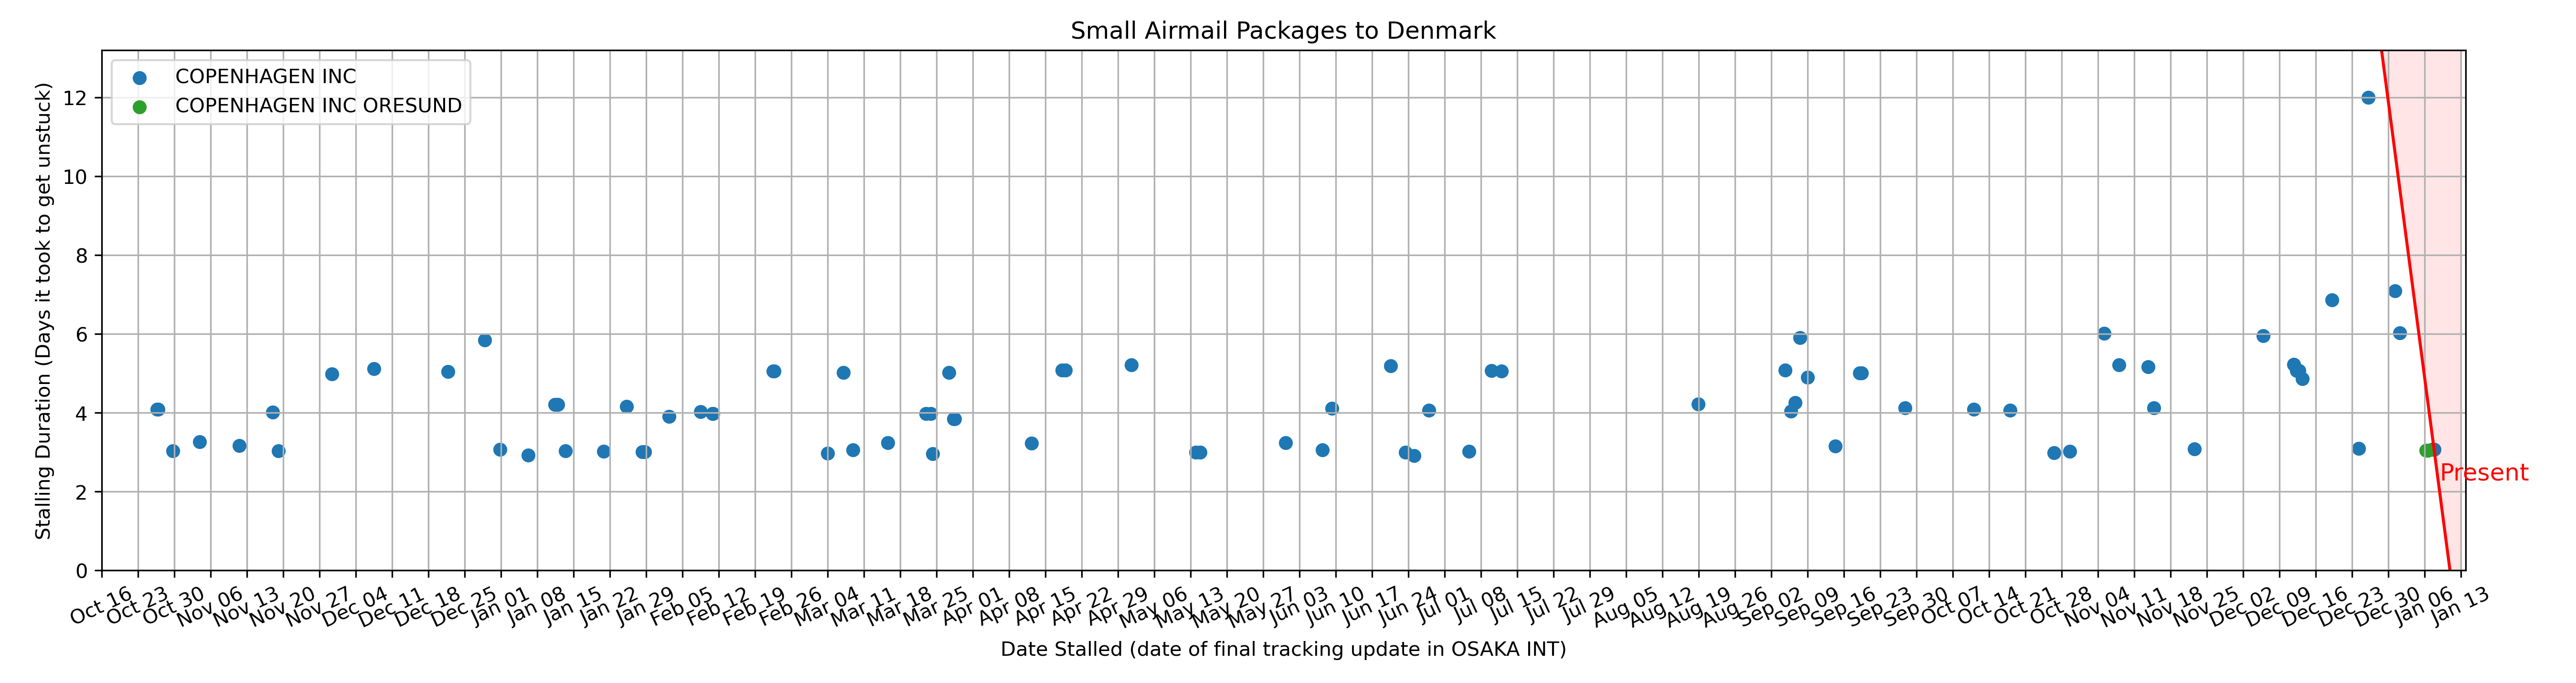 Small Airmail Packages to Denmark
COPENHAGEN INC
COPENHAGEN INC ORESUND
Stalling Duration (Days it took to get unstuck)
12
10
8
6
4
2
0
Present
Oct 16
Oct 23
Oct 30
Nov 06
Nov 13
Nov 20
Nov 27
Dec 04
Dec 11
Dec 18
Dec 25
Jan 01
Jan 08
Jan 15
Jan 22
Jan 29
Feb 05
Feb 12
Feb 19
Feb 26
Mar 04
Mar 11
Mar 18
Mar 25
Apr 01
Apr 08
Apr 15
Apr 22
Apr 29
May 06
May 13
May 20
May 27
Jun 03
Jun 10
Jun 17
Jun 24
Jul 01
Jul 08
Jul 15
Jul 22
Jul 29
Aug 05
Aug 12
Aug 19
Aug 26
Sep 02
Sep 09
Sep 16
Sep 23
Sep 30
Oct 07
Oct 14
Oct 21
Oct 28
Nov 04
Nov 11
Nov 18
Nov 25
Dec 02
Dec 09
Dec 16
Dec 23
Dec 30
Jan 06
Jan 13
Date Stalled (date of final tracking update in OSAKA INT)